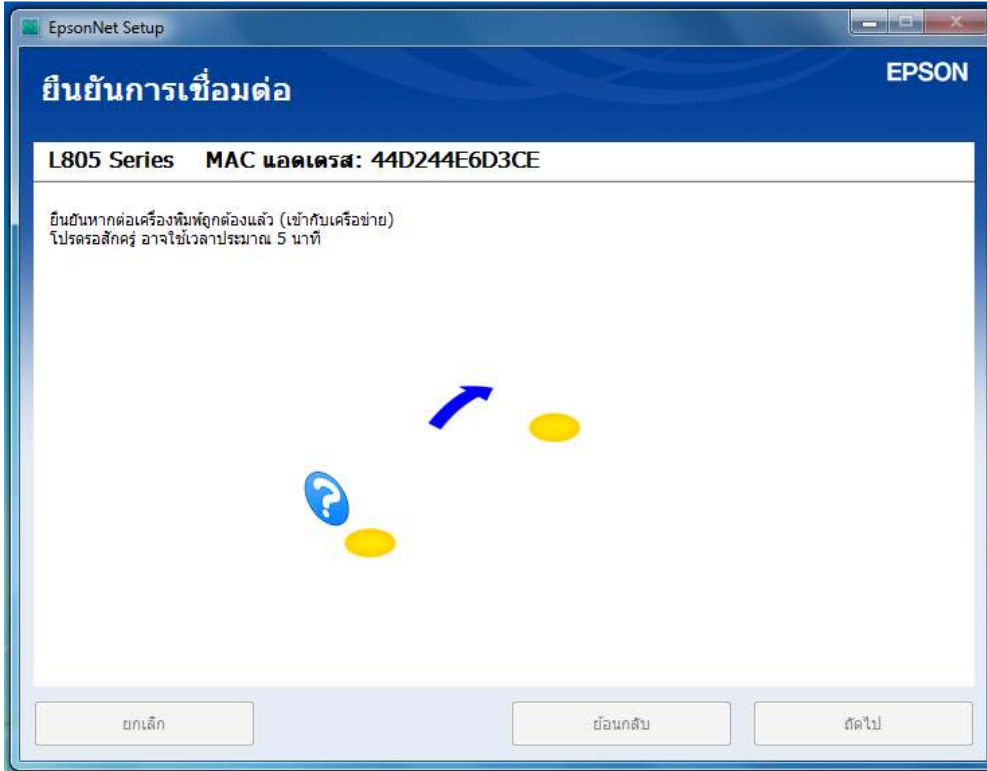 EpsonNet Setup
ยืนยันการเชื่อมต่อ
EPSON
L805 Series MAC แอดเดรส: 44D244E6D3CE
ยืนยันหากต่อเครื่องพิมพ์ถูกต้องแล้ว (เข้ากับเครือข่าย)
โปรดรอสักครู่ อาจใช้เวลาประมาณ 5 นาที
ยกเลิก
ย้อนกลับ
ถัดไป